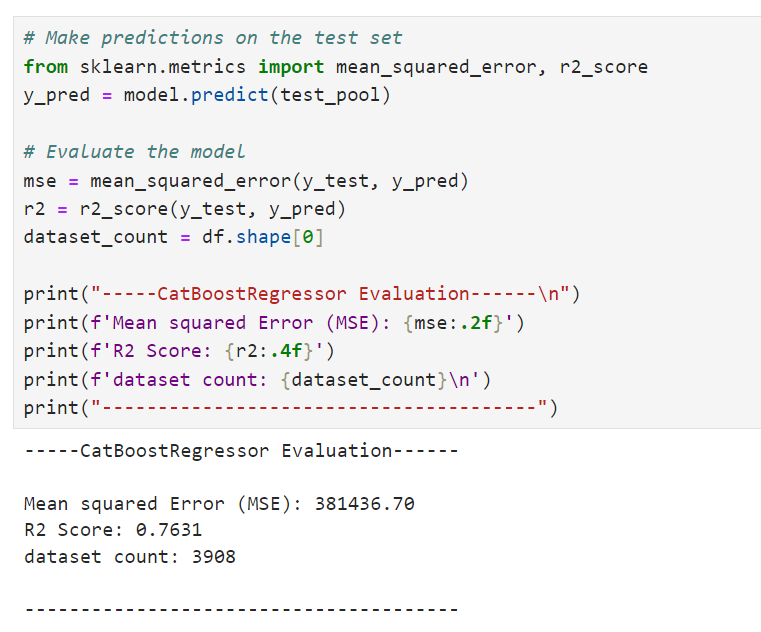 # Make predictions on the test set
from sklearn.metrics import mean_squared_error, r2_score
y_pred = model.predict(test_pool)
# Evaluate the model
mse = mean_squared_error(y_test, y_pred)
r2 = r2_score(y_test, y_pred)
dataset_count = df.shape[0]
print("-----CatBoostRegressor Evaluation------\n")
print(f'Mean squared Error (MSE): {mse:.2f}')
print(f'R2 Score: {r2:.4f}')
print(f'dataset count: {dataset_count}\n')
print("---------------------------------------")
-----CatBoostRegressor Evaluation------
Mean squared Error (MSE): 381436.70
R2 Score: 0.7631
dataset count: 3908
---------------------------------------